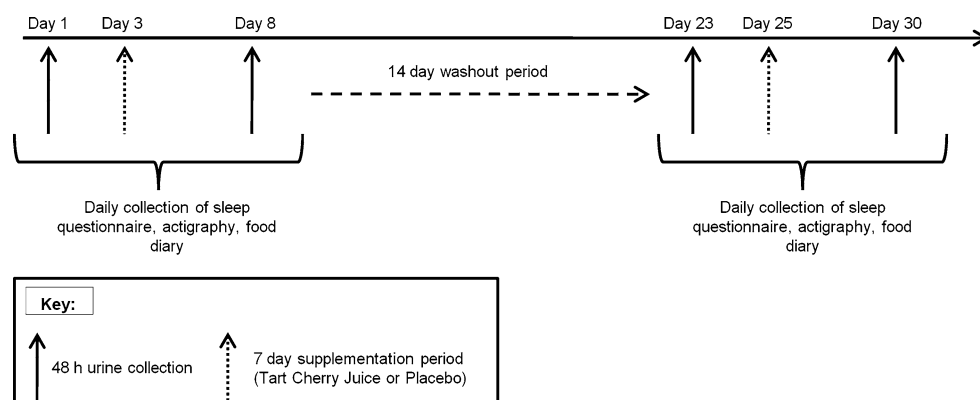 Day 1 Day 3 Day 8 Day 23 Day 25 Day 30
14 day washout period
Daily collection of sleep
questionnaire, actigraphy, food
diary
Daily collection of sleep
questionnaire, actigraphy, food
diary
Key:
48 h urine collection
7 day supplementation period
(Tart Cherry Juice or Placebo)